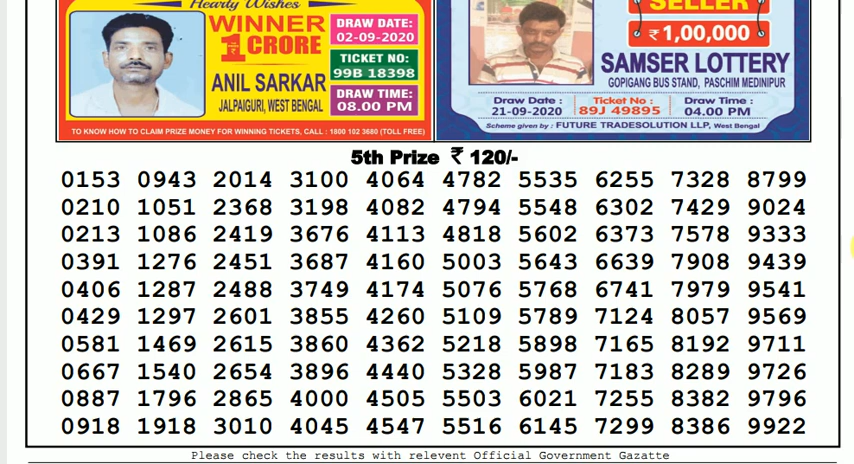 Hearty Wishes
WINNER
₹1 CRORE
ANIL SARKAR
JALPAIGURI, WEST BENGAL
DRAW DATE:
02-09-2020
TICKET NO:
99B 18398
DRAW TIME:
08.00 PM
TO KNOW HOW TO CLAIM PRIZE MONEY FOR WINNING TICKETS, CALL : 1800 102 3680 (TOLL FREE)
SELLER
₹1,00,000
SAMSER LOTTERY
GOPIGANG BUS STAND, PASCHIM MEDINIPUR
Draw Date : 21-09-2020
Ticket No : 89J 49895
Draw Time : 04.00 PM
Scheme given by : FUTURE TRADESOLUTION LLP, West Bengal
5th Prize ₹ 120/-
0153 0943 2014 3100 4064 4782 5535 6255 7328 8799
0210 1051 2368 3198 4082 4794 5548 6302 7429 9024
0213 1086 2419 3676 4113 4818 5602 6373 7578 9333
0391 1276 2451 3687 4160 5003 5643 6639 7908 9439
0406 1287 2488 3749 4174 5076 5768 6741 7979 9541
0429 1297 2601 3855 4260 5109 5789 7124 8057 9569
0581 1469 2615 3860 4362 5218 5898 7165 8192 9711
0667 1540 2654 3896 4440 5328 5987 7183 8289 9726
0887 1796 2865 4000 4505 5503 6021 7255 8382 9796
0918 1918 3010 4045 4547 5516 6145 7299 8386 9922
Please check the results with relevent Official Government Gazatte